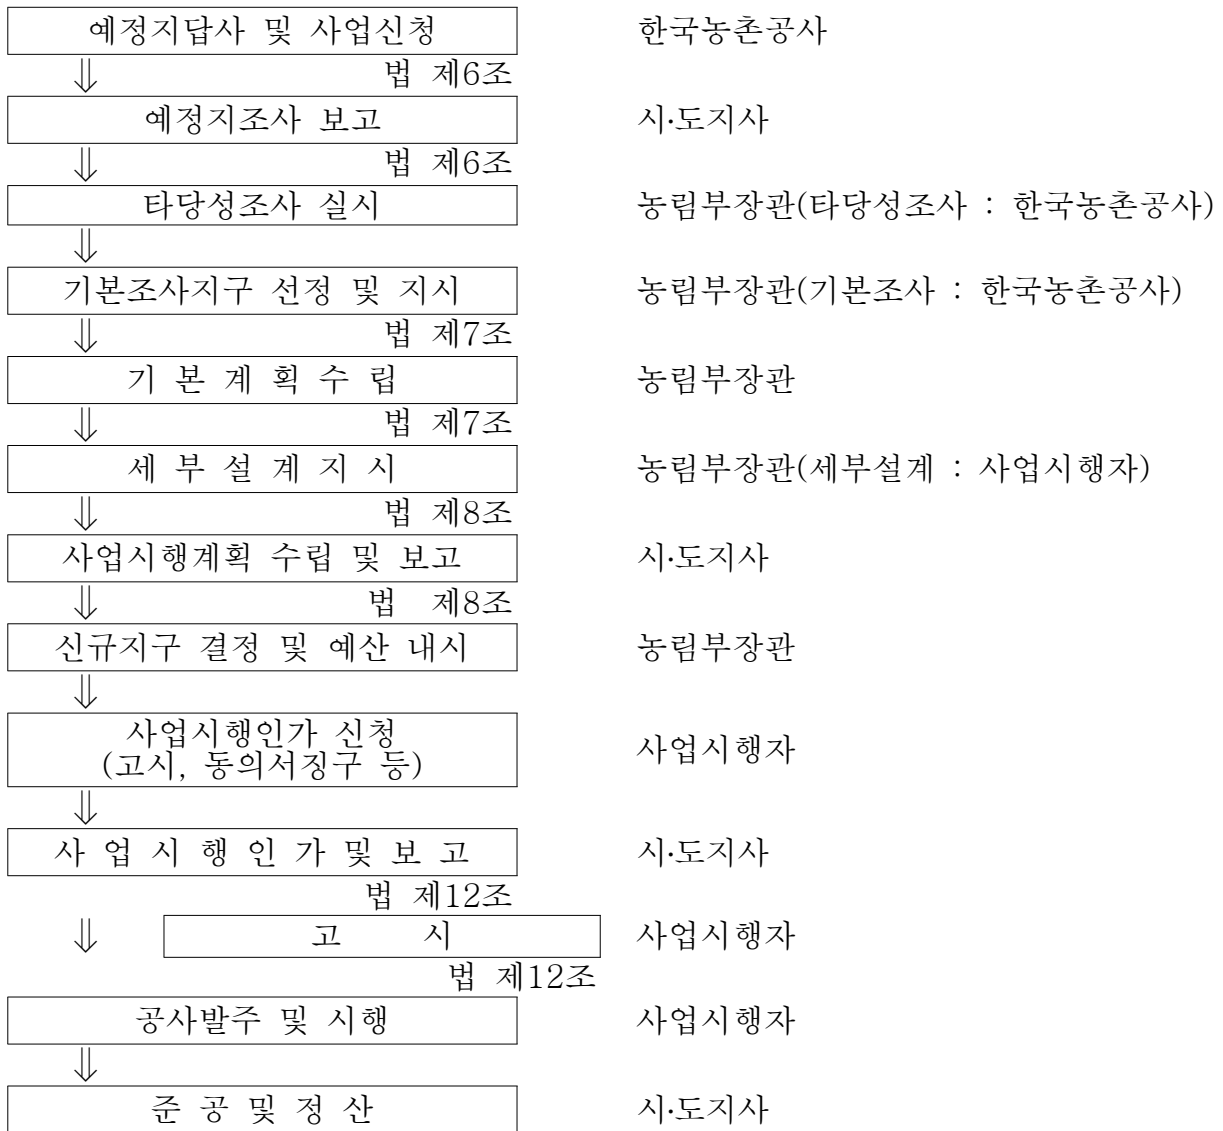 예정지답사 및 사업신청 한국농촌공사
⇓ 법 제6조
예정지조사 보고 시·도지사
⇓ 법 제6조
타당성조사 실시 농림부장관(타당성조사 : 한국농촌공사)
⇓
기본조사지구 선정 및 지시 농림부장관(기본조사 : 한국농촌공사)
⇓ 법 제7조
기 본 계 획 수 립 농림부장관
⇓ 법 제7조
세 부 설 계 지 시 농림부장관(세부설계 : 사업시행자)
⇓ 법 제8조
사업시행계획 수립 및 보고 시·도지사
⇓ 법 제8조
신규지구 결정 및 예산 내시 농림부장관
⇓
사업시행인가 신청
(고시, 동의서징구 등) 사업시행자
⇓
사 업 시 행 인 가 및 보 고 시·도지사
법 제12조
⇓ 고 시 사업시행자
법 제12조
공사발주 및 시행 사업시행자
⇓
준 공 및 정 산 시·도지사